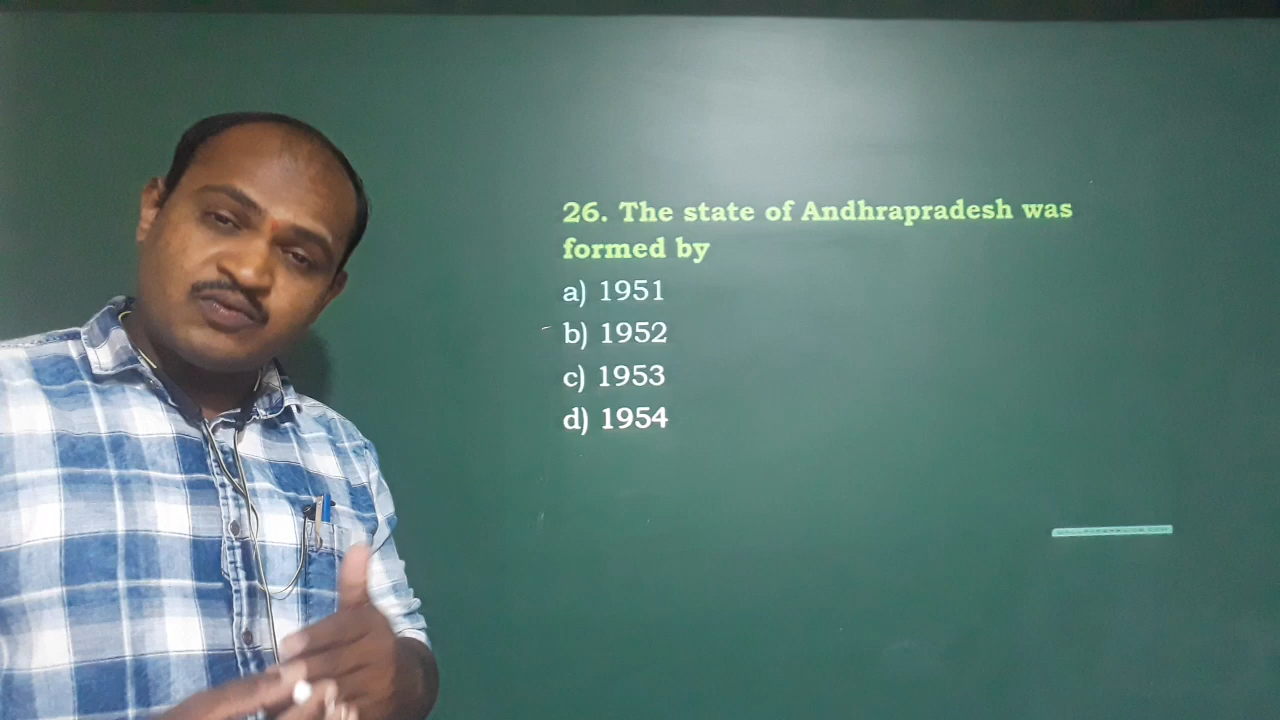 26. The state of Andhrapradesh was
formed by
a) 1951
b) 1952
c) 1953
d) 1954